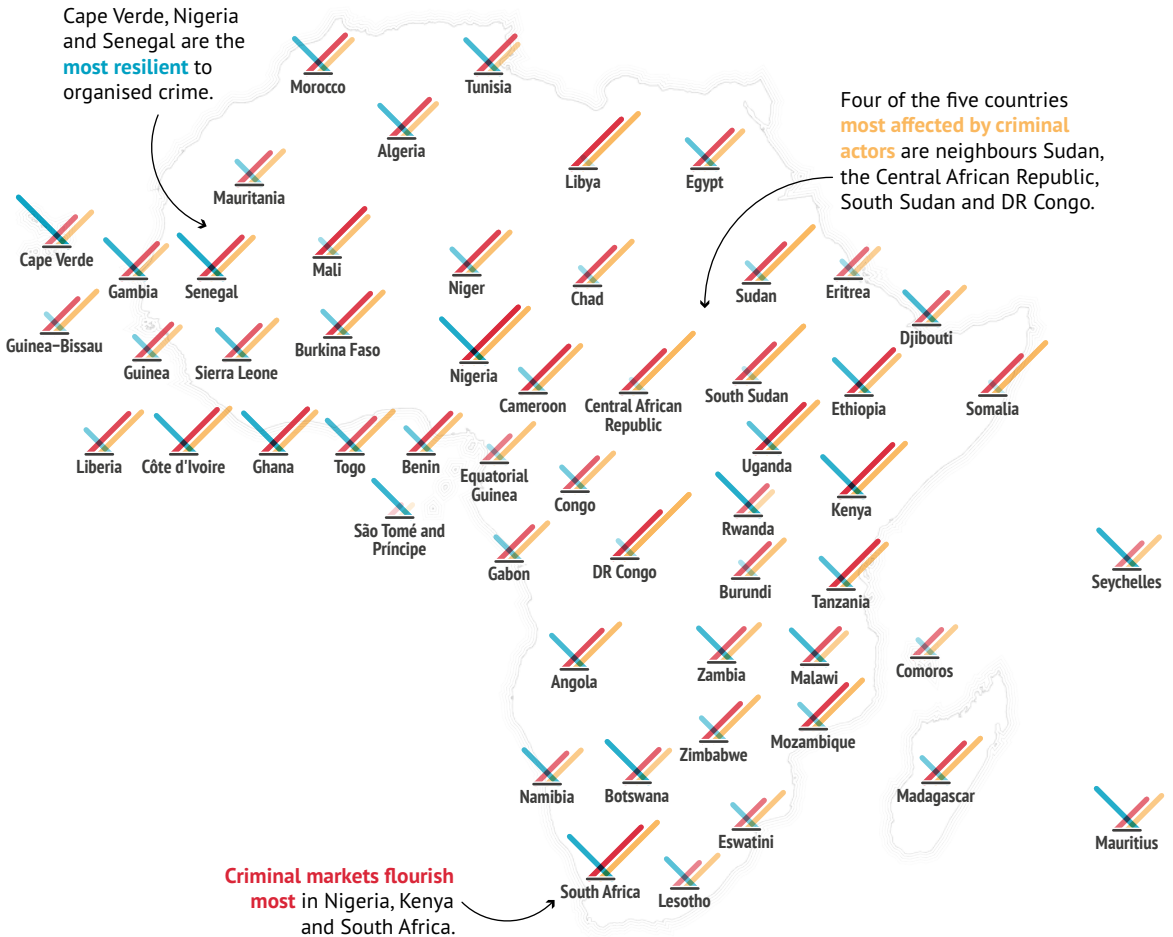 Cape Verde, Nigeria
and Senegal are the
most resilient to
organised crime.
Morocco
Tunisia
Four of the five countries
most affected by criminal
actors are neighbours Sudan,
the Central African Republic,
South Sudan and DR Congo.
Algeria
Libya
Egypt
Mauritania
Cape Verde
Gambia
Senegal
Mali
Niger
Chad
Sudan
Eritrea
Guinea–Bissau
Guinea
Sierra Leone
Burkina Faso
Nigeria
Cameroon
Central African
Republic
South Sudan
Ethiopia
Djibouti
Somalia
Liberia
Côte d'Ivoire
Ghana
Togo
Benin
Equatorial
Guinea
Congo
Uganda
Kenya
São Tomé and
Príncipe
Rwanda
Gabon
DR Congo
Burundi
Tanzania
Seychelles
Angola
Zambia
Malawi
Comoros
Zimbabwe
Mozambique
Namibia
Botswana
Madagascar
Eswatini
Mauritius
Criminal markets flourish
most in Nigeria, Kenya
and South Africa.
South Africa
Lesotho